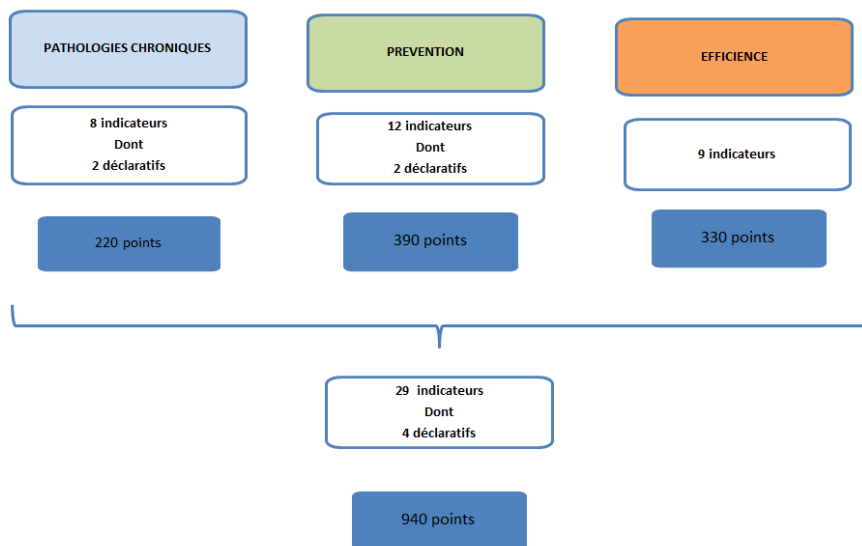 PATHOLOGIES CHRONIQUES
PREVENTION
EFFICIENCE
8 indicateurs
Dont
2 déclaratifs
12 indicateurs
Dont
2 déclaratifs
9 indicateurs
220 points
390 points
330 points
29 indicateurs
Dont
4 déclaratifs
940 points